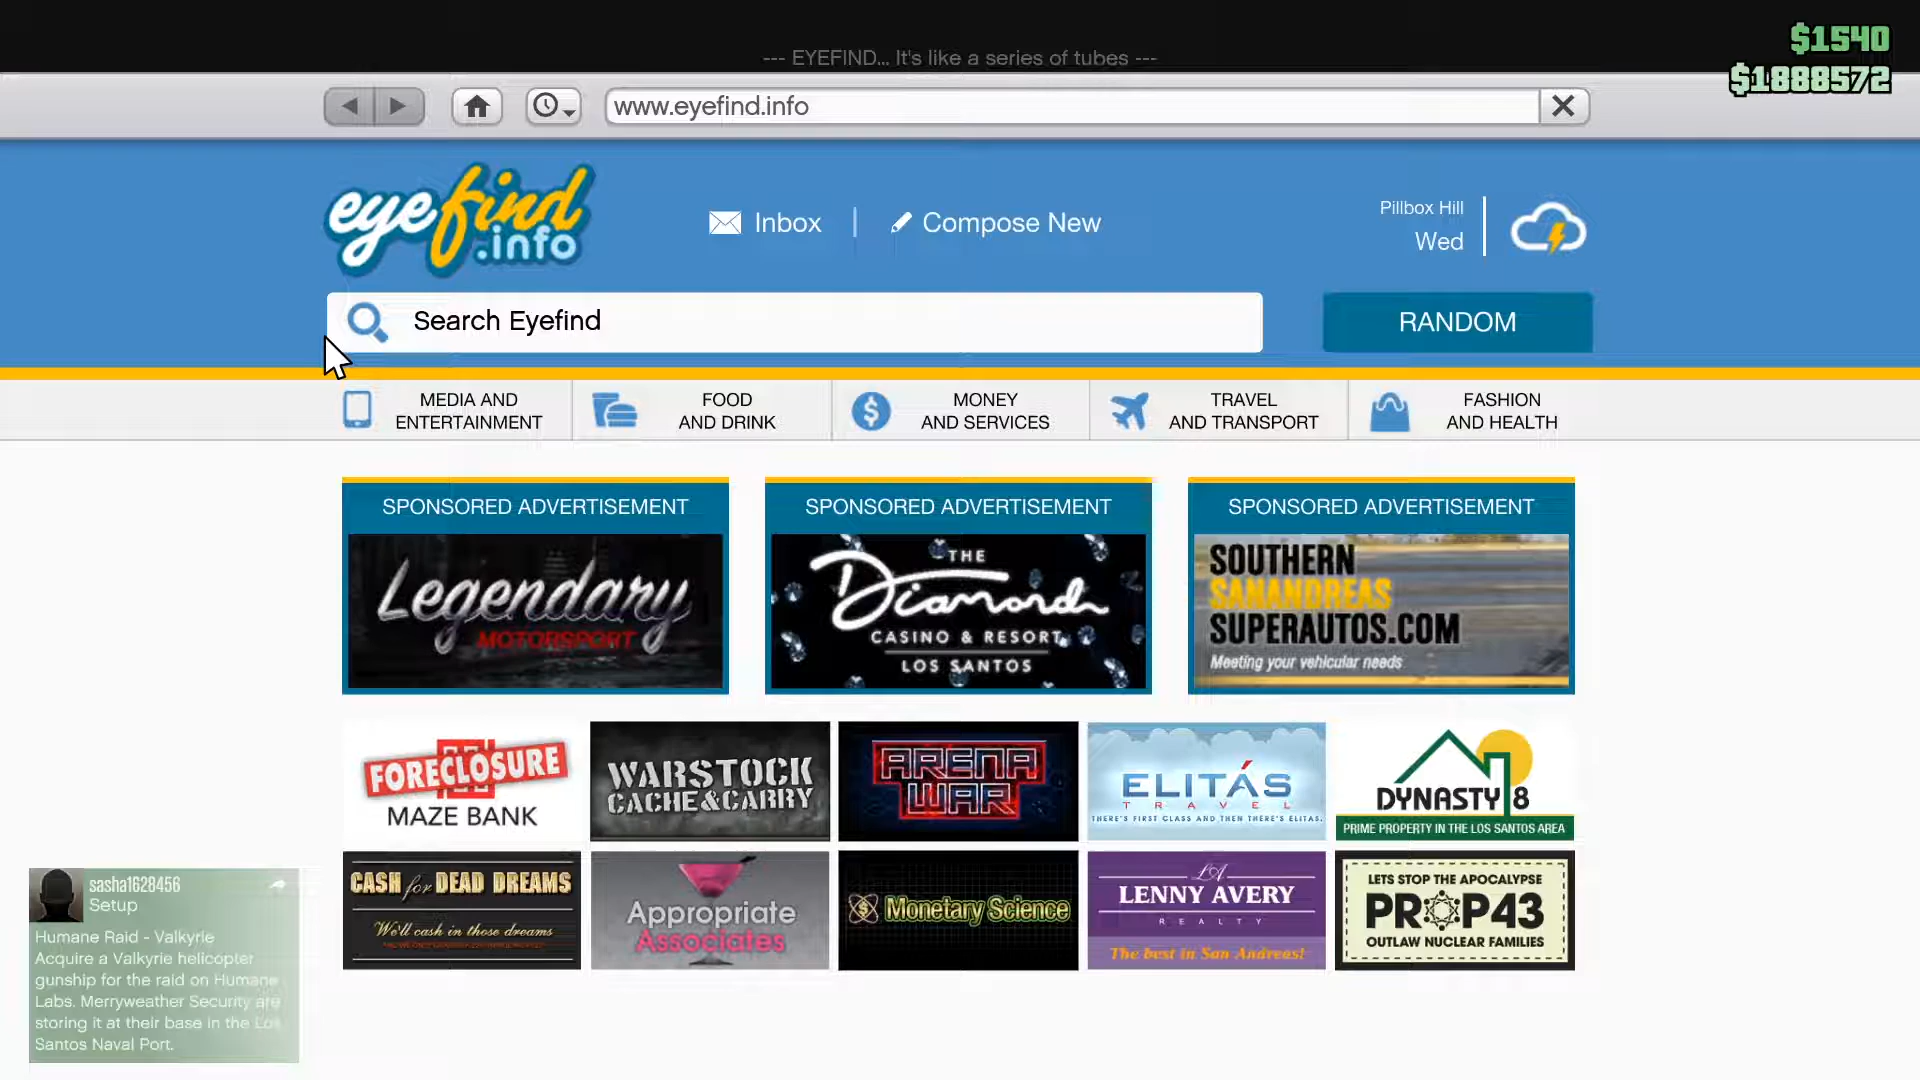 $1540
--- EYEFIND... It's like a series of tubes ---
$1888572
www.eyefind.info
eyefind
.info
Inbox
Compose New
Pillbox Hill
Wed
Search Eyefind
RANDOM
MEDIA AND
ENTERTAINMENT
FOOD
AND DRINK
MONEY
AND SERVICES
TRAVEL
AND TRANSPORT
FASHION
AND HEALTH
SPONSORED ADVERTISEMENT
Legendary
MOTORSPORT
SPONSORED ADVERTISEMENT
THE
Diamond
CASINO & RESORT
LOS SANTOS
SPONSORED ADVERTISEMENT
SOUTHERN
SANANDREAS
SUPERAUTOS.COM
Meeting your vehicular needs
FORECLOSURE
MAZE BANK
WARSTOCK
CACHE&CARRY
ARENA
WAR
ELITÁS
TRAVEL
THERE'S FIRST CLASS AND THEN THERE'S ELITAS.
DYNASTY 8
PRIME PROPERTY IN THE LOS SANTOS AREA
CASH for DEAD DREAMS
We'll cash in those dreams
Appropriate
Associates
Monetary Science
LA
LENNY AVERY
REALTY
The best in San Andreas!
LETS STOP THE APOCALYPSE
PROP43
OUTLAW NUCLEAR FAMILIES
sasha1628456
Setup
Humane Raid - Valkyrie
Acquire a Valkyrie helicopter
gunship for the raid on Humane
Labs. Merryweather Security are
storing it at their base in the Los
Santos Naval Port.